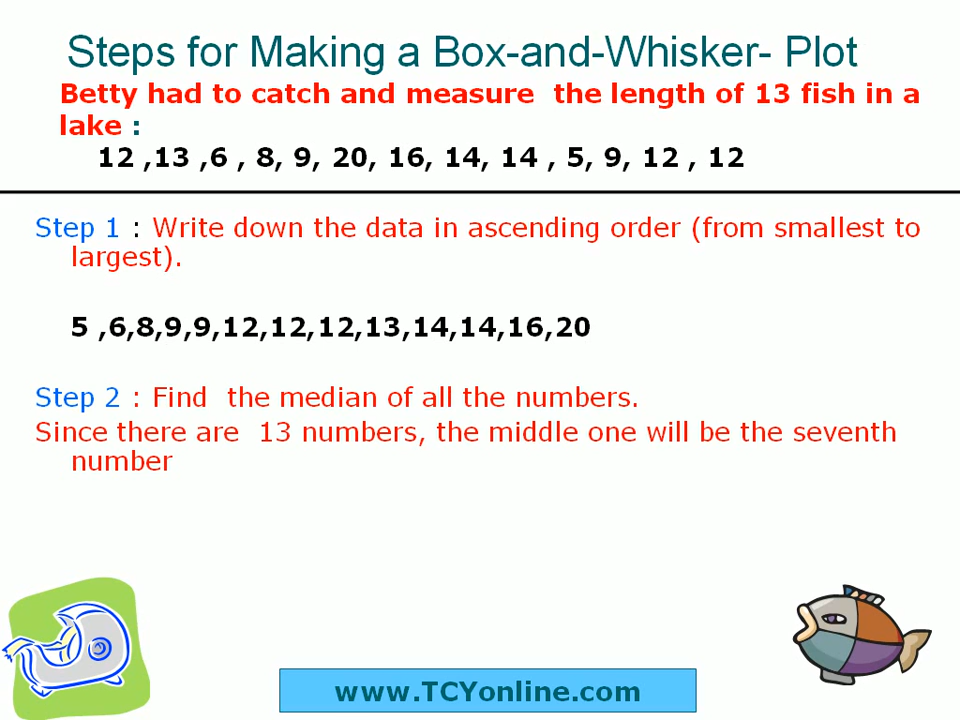 Steps for Making a Box-and-Whisker- Plot
Betty had to catch and measure  the length of 13 fish in a
lake :
12 ,13 ,6 , 8, 9, 20, 16, 14, 14 , 5, 9, 12 , 12
Step 1 : Write down the data in ascending order (from smallest to
largest).
5 ,6,8,9,9,12,12,12,13,14,14,16,20
Step 2 : Find  the median of all the numbers.
Since there are  13 numbers, the middle one will be the seventh
number
www.TCYonline.com